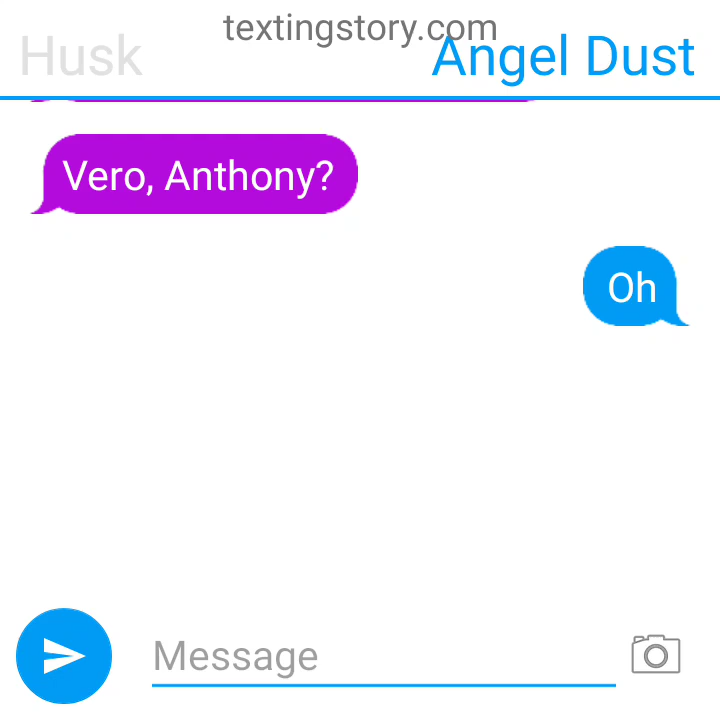 textingstory.com
Husk
Angel Dust
Vero, Anthony?
Oh
Message